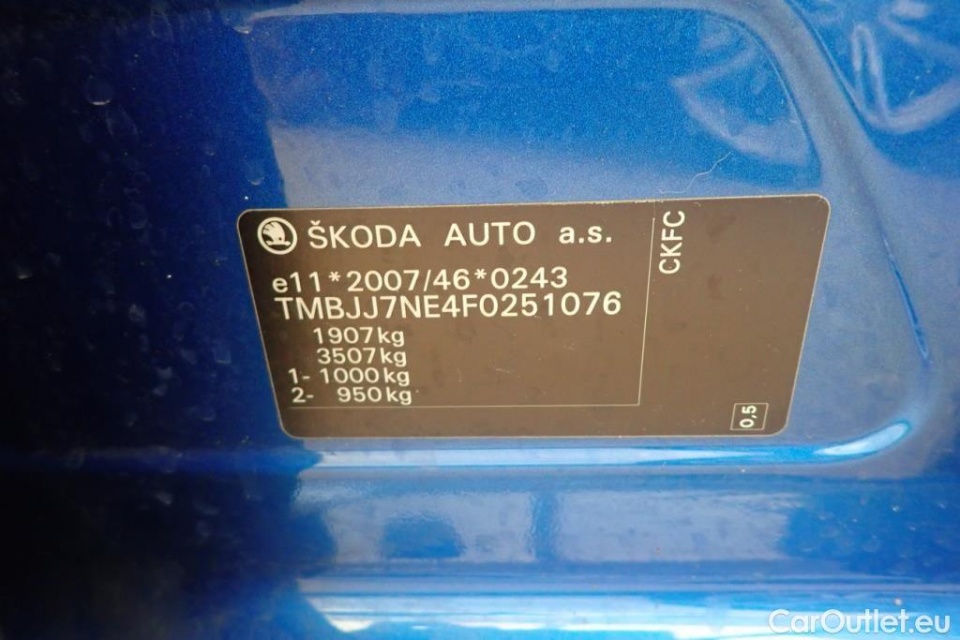 ŠKODA AUTO a.s.
e11*2007/46*0243
TMBJJ7NE4F0251076
1907kg
3507kg
1- 1000kg
2- 950kg
CKFC
0,5
CarOutlet.eu